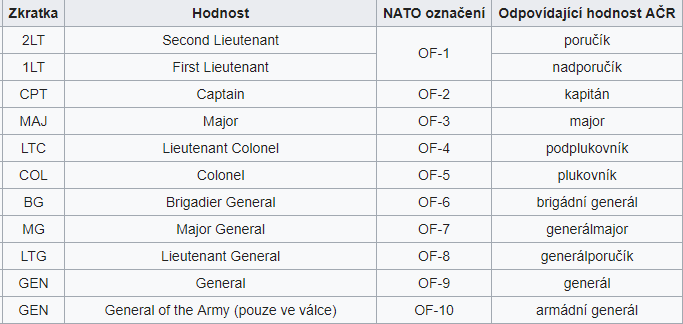 Zkratka Hodnost NATO označení Odpovídající hodnost AČR
2LT Second Lieutenant OF-1 poručík
1LT First Lieutenant nadporučík
CPT Captain OF-2 kapitán
MAJ Major OF-3 major
LTC Lieutenant Colonel OF-4 podplukovník
COL Colonel OF-5 plukovník
BG Brigadier General OF-6 brigádní generál
MG Major General OF-7 generálmajor
LTG Lieutenant General OF-8 generálporučík
GEN General OF-9 generál
GEN General of the Army (pouze ve válce) OF-10 armádní generál